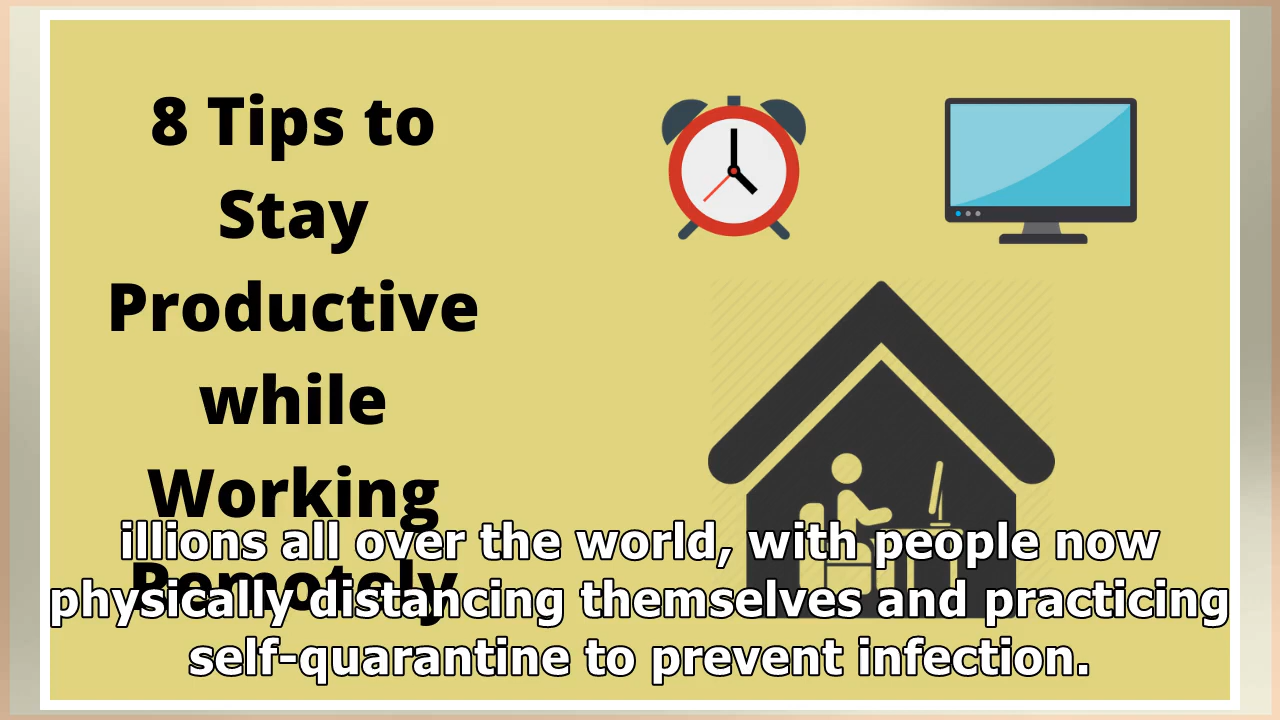 8 Tips to
Stay
Productive
while
Working
Remotely
illions all over the world, with people now
physically distancing themselves and practicing
self-quarantine to prevent infection.